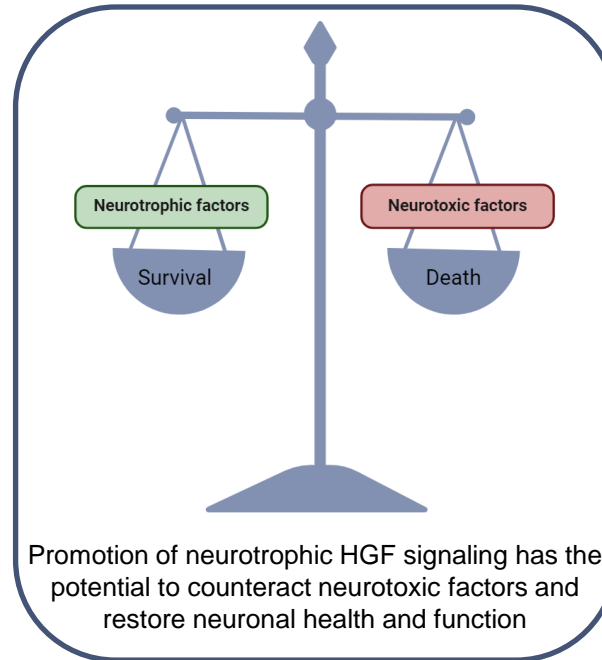 Neurotrophic factors
Neurotoxic factors
Survival
Death
Promotion of neurotrophic HGF signaling has the
potential to counteract neurotoxic factors and
restore neuronal health and function